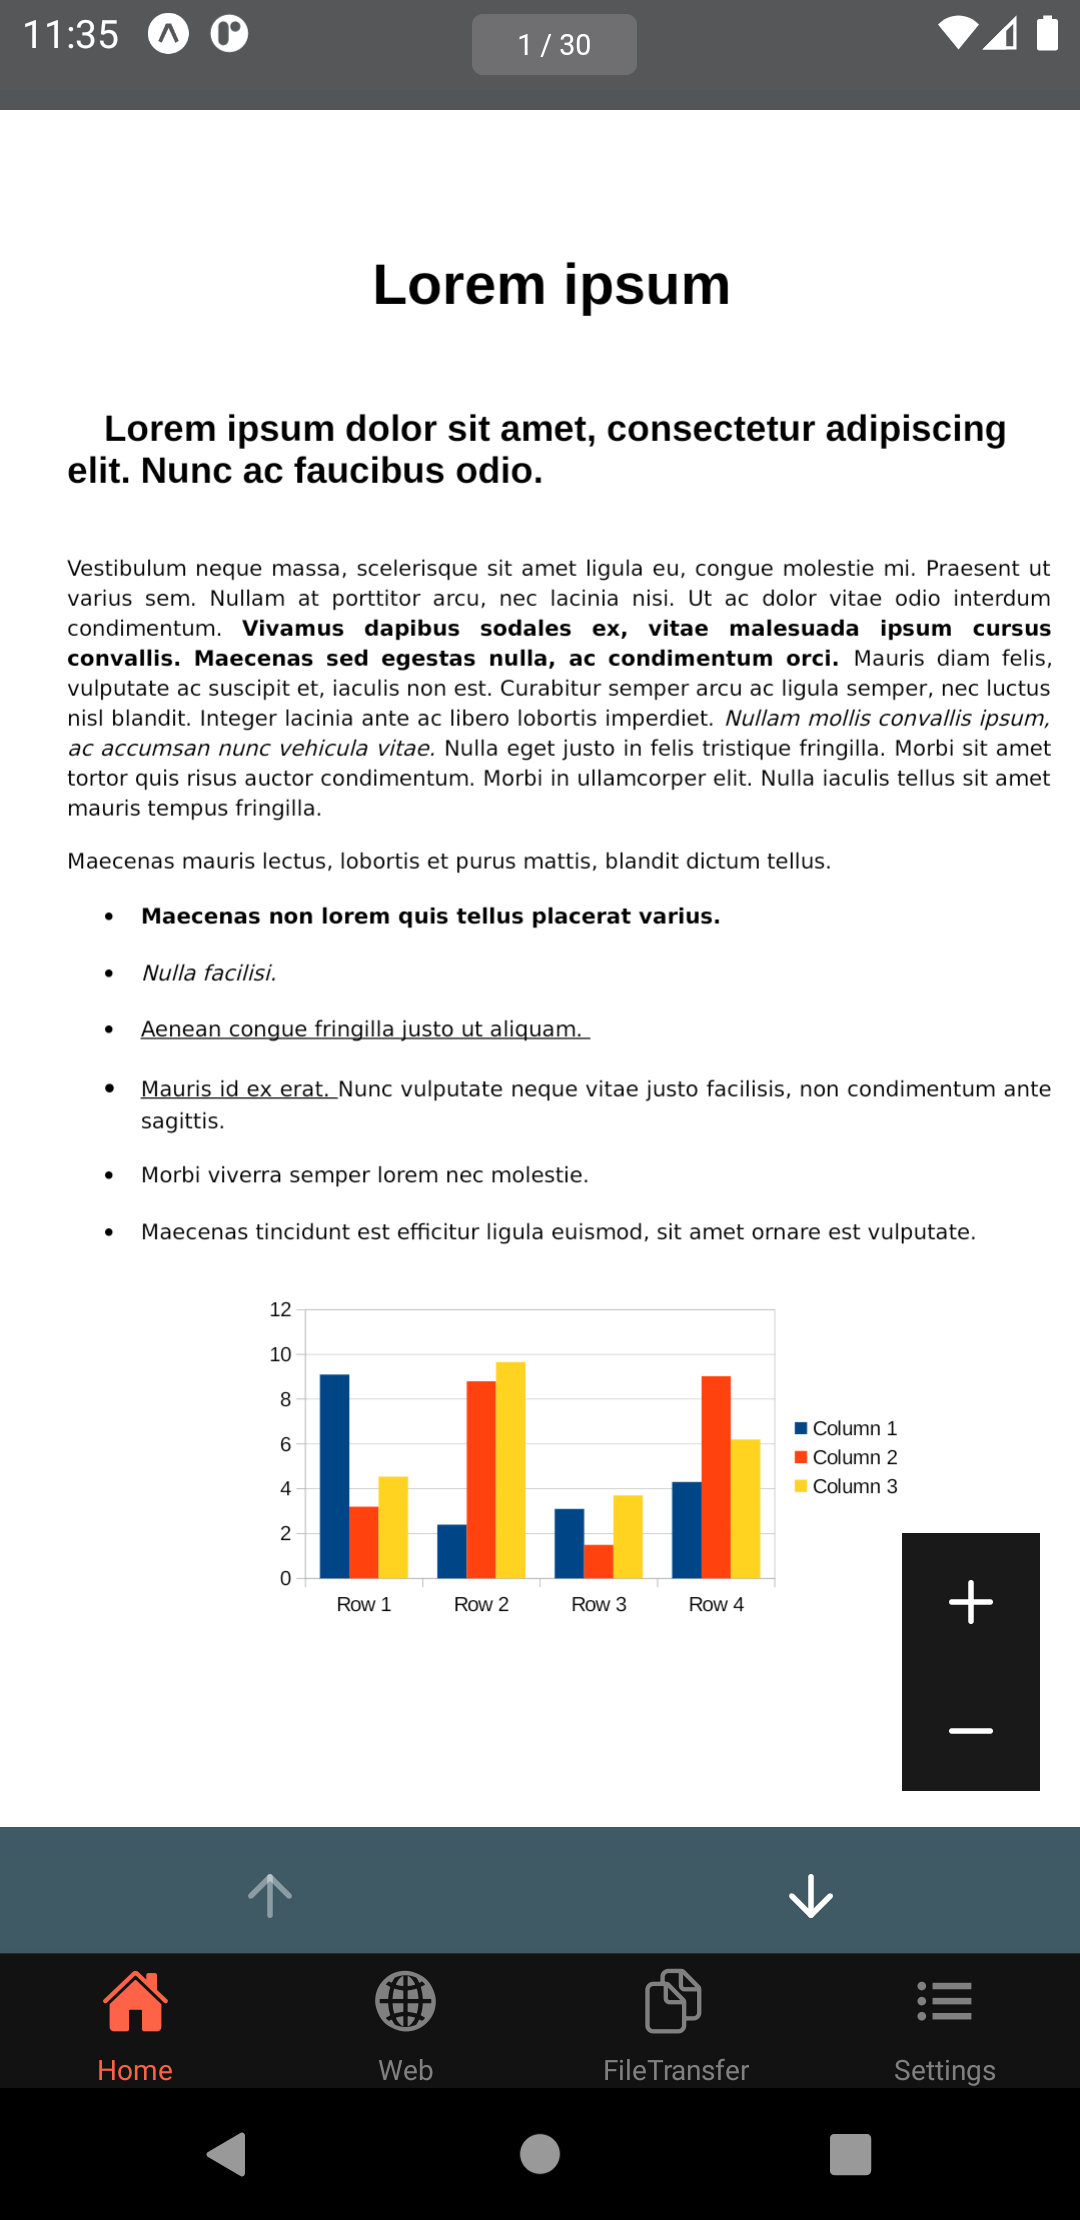 11:35
1 / 30
Lorem ipsum
Lorem ipsum dolor sit amet, consectetur adipiscing
elit. Nunc ac faucibus odio.
Vestibulum neque massa, scelerisque sit amet ligula eu, congue molestie mi. Praesent ut
varius sem. Nullam at porttitor arcu, nec lacinia nisi. Ut ac dolor vitae odio interdum
condimentum. Vivamus dapibus sodales ex, vitae malesuada ipsum cursus
convallis. Maecenas sed egestas nulla, ac condimentum orci. Mauris diam felis,
vulputate ac suscipit et, iaculis non est. Curabitur semper arcu ac ligula semper, nec luctus
nisl blandit. Integer lacinia ante ac libero lobortis imperdiet. Nullam mollis convallis ipsum,
ac accumsan nunc vehicula vitae. Nulla eget justo in felis tristique fringilla. Morbi sit amet
tortor quis risus auctor condimentum. Morbi in ullamcorper elit. Nulla iaculis tellus sit amet
mauris tempus fringilla.
Maecenas mauris lectus, lobortis et purus mattis, blandit dictum tellus.
• Maecenas non lorem quis tellus placerat varius.
• Nulla facilisi.
• Aenean congue fringilla justo ut aliquam.
• Mauris id ex erat. Nunc vulputate neque vitae justo facilisis, non condimentum ante
sagittis.
• Morbi viverra semper lorem nec molestie.
• Maecenas tincidunt est efficitur ligula euismod, sit amet ornare est vulputate.
12
10
8
6
4
2
0
Row 1 Row 2 Row 3 Row 4
Column 1
Column 2
Column 3
Home Web FileTransfer Settings